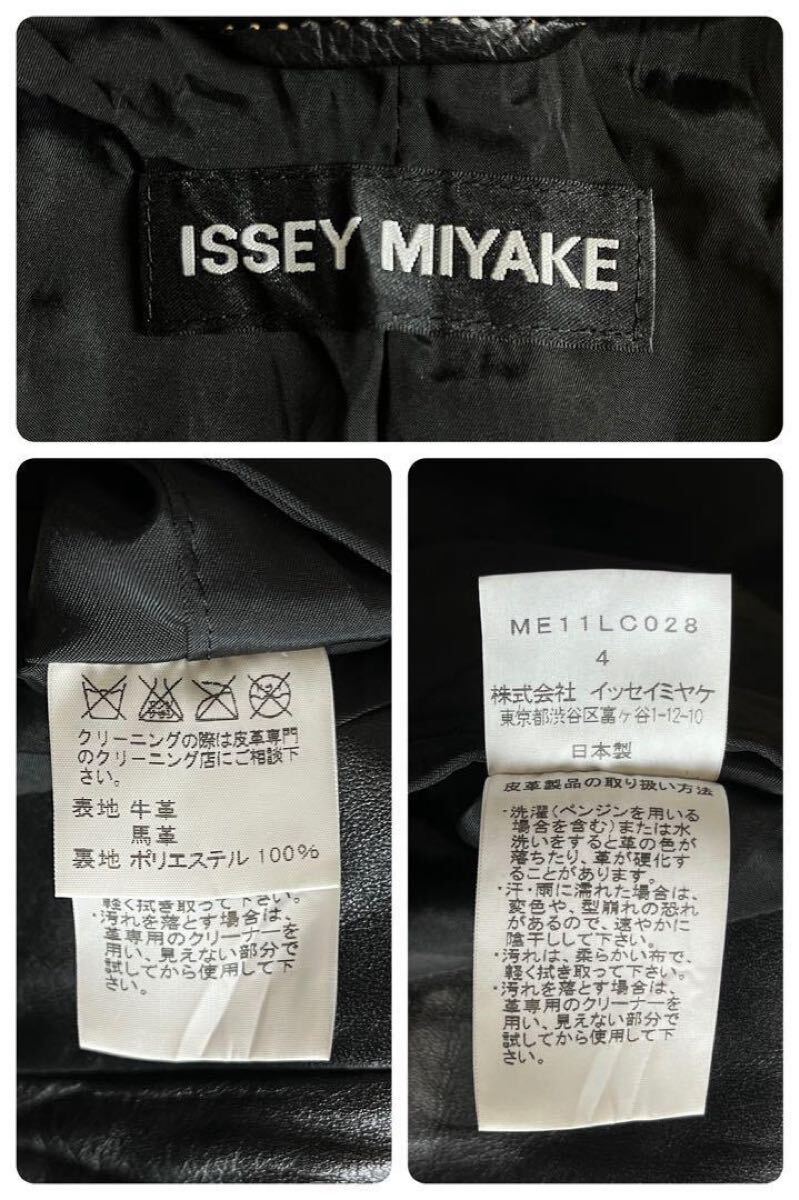 ISSEY MIYAKE
クリーニングの際は皮革専門
のクリーニング店にご相談下
さい。
表地 牛革
馬革
裏地 ポリエステル 100%
軽く拭き取って下さい。
・汚れを落とす場合は、
革専用のクリーナーを
用い、見えない部分で
試してから使用して下
さい。
ME11LC028
4
株式会社 イッセイミヤケ
東京都渋谷区富ヶ谷1-12-10
日本製
皮革製品の取り扱い方法
・洗濯(ベンジンを用いる
場合を含む)または水
洗いをすると革の色が
落ちたり、革が硬化す
ることがあります。
・汗・雨に濡れた場合は、
変色や、型崩れの恐れ
があるので、速やかに
陰干しして下さい。
・汚れは、柔らかい布で、
軽く拭き取って下さい。
・汚れを落とす場合は、
革専用のクリーナーを
用い、見えない部分で
試してから使用して下
さい。